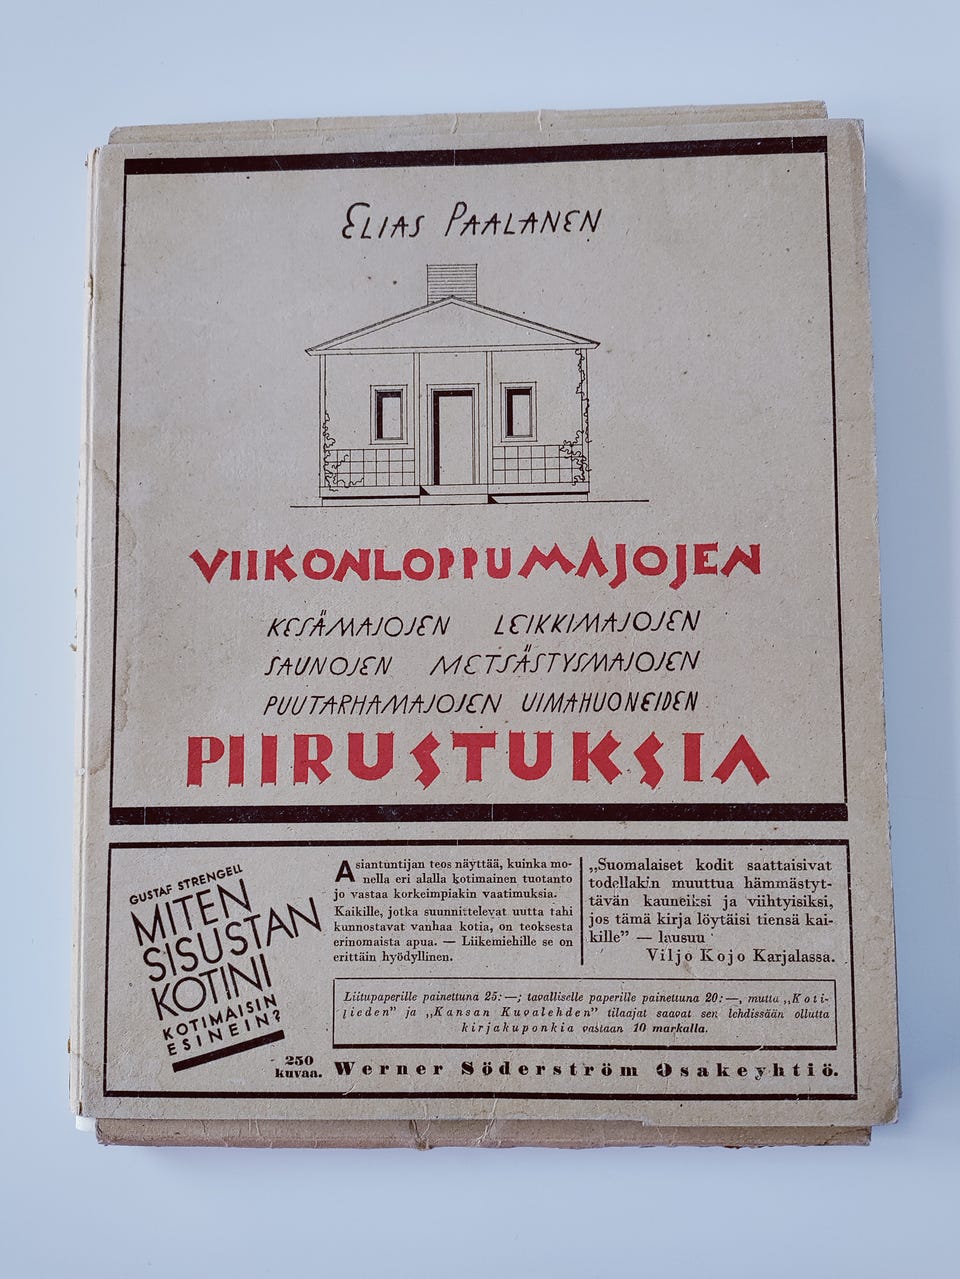 ELIAS PAALANEN
VIIKONLOPPUMAJOJEN
KESÄMAJOJEN LEIKKIMAJOJEN
SAUNOJEN METSÄSTYSMAJOJEN
PUUTARHAMAJOJEN UIMAHUONEIDEN
PIIRUSTUKSIA
GUSTAF STRENGELL
MITEN
SISUSTAN
KOTINI
KOTIMAISIN
ESINEIN?
250
kuvaa.
Asiantuntijan teos näyttää, kuinka mo-
nella eri alalla kotimainen tuotanto
jo vastaa korkeimpiakin vaatimuksia.
Kaikille, jotka suunnittelevat uutta tahi
kunnostavat vanhaa kotia, on teoksesta
erinomaista apua. — Liikemiehille se on
erittäin hyödyllinen.
„Suomalaiset kodit saattaisivat
todellakin muuttua hämmästyt-
tävän kauneiksi ja viihtyisiksi,
jos tämä kirja löytäisi tiensä kai-
kille” — lausuu
Viljo Kojo Karjalassa.
Liitupaperille painettuna 25:—; tavalliselle paperille painettuna 20:—, mutta „Koti-
lieden” ja „Kansan Kuvalehden” tilaajat saavat sen lehdissään ollutta
kirjakuponkia vastaan 10 markalla.
Werner Söderström Osakeyhtiö.